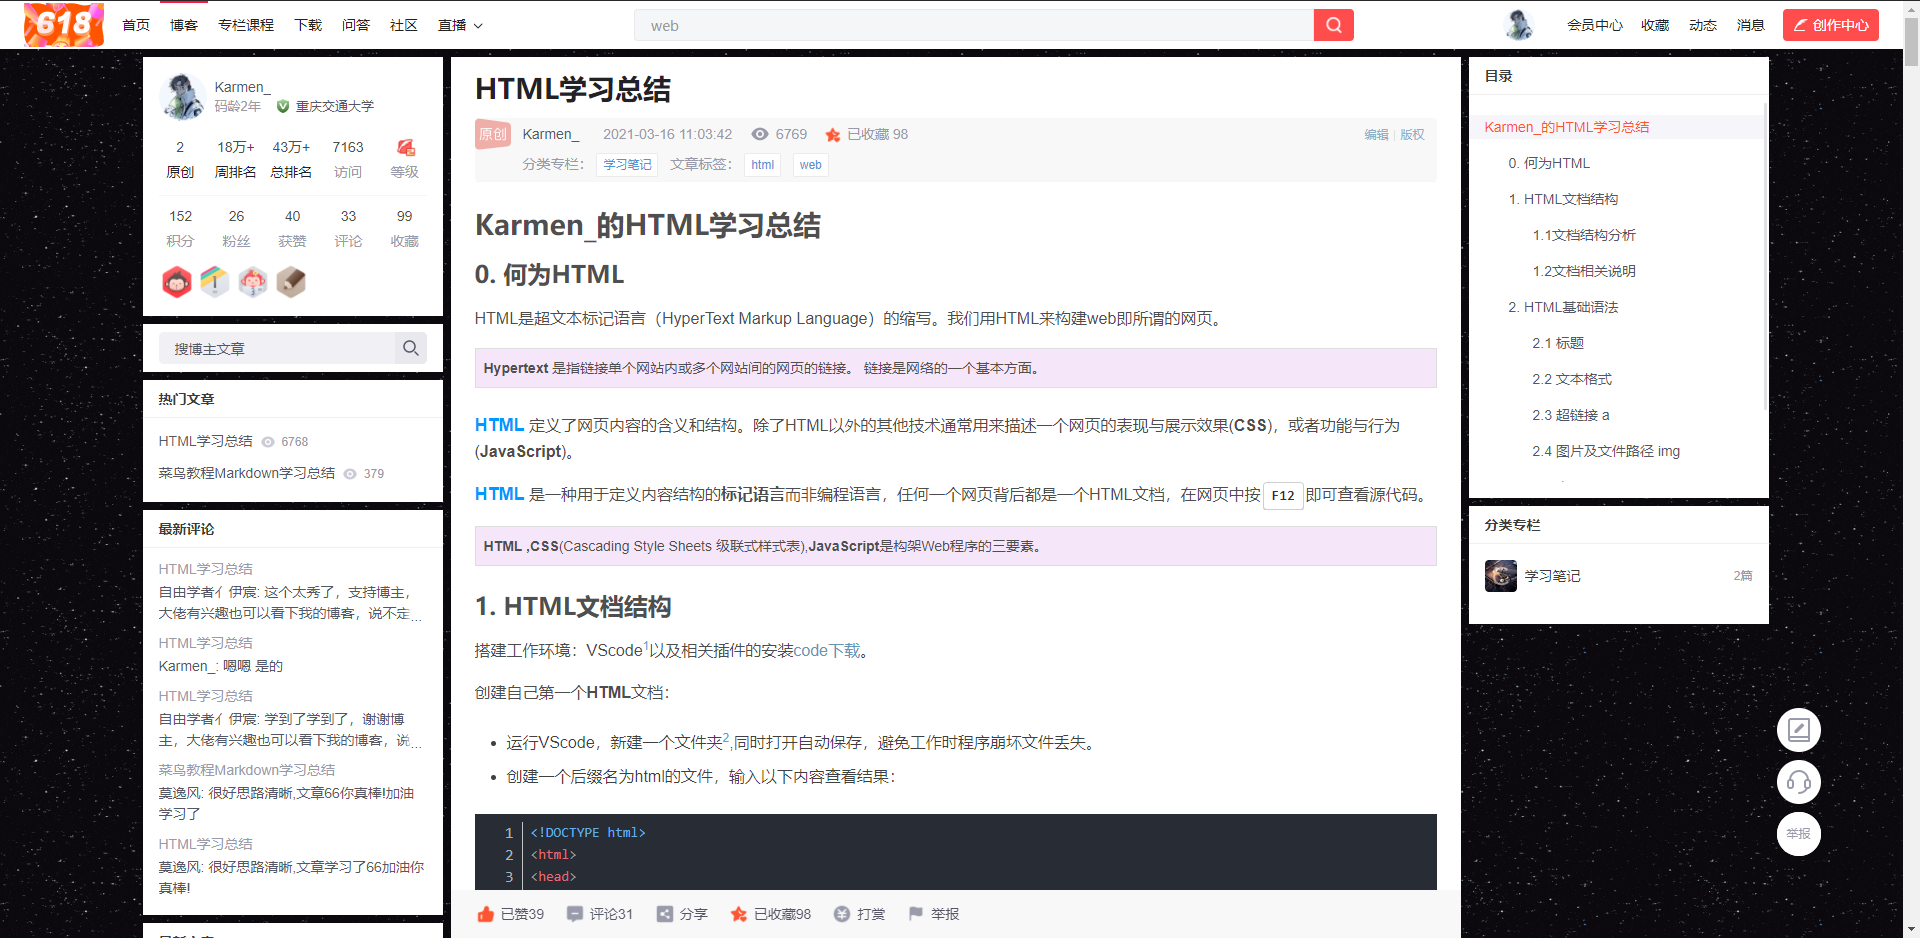 618
首页 博客 专栏课程 下载 问答 社区 直播
web
会员中心 收藏 动态 消息 创作中心
Karmen_
码龄2年 重庆交通大学
2 18万+ 43万+ 7163
原创 周排名 总排名 访问 等级
152 26 40 33 99
积分 粉丝 获赞 评论 收藏
搜博主文章
热门文章
HTML学习总结 6768
菜鸟教程Markdown学习总结 379
最新评论
HTML学习总结
自由学者亻伊宸: 这个太秀了，支持博主，
大佬有兴趣也可以看下我的博客，说不定...
HTML学习总结
Karmen_: 嗯嗯 是的
HTML学习总结
自由学者亻伊宸: 学到了学到了，谢谢博
主，大佬有兴趣也可以看下我的博客，说...
菜鸟教程Markdown学习总结
莫逸风: 很好思路清晰,文章66你真棒!加油
学习了
HTML学习总结
莫逸风: 很好思路清晰,文章学习了66加油你
真棒!
HTML学习总结
原创 Karmen_ 2021-03-16 11:03:42 6769 已收藏 98 编辑 版权
分类专栏： 学习笔记 文章标签： html web
Karmen_的HTML学习总结
0. 何为HTML
HTML是超文本标记语言（HyperText Markup Language）的缩写。我们用HTML来构建web即所谓的网页。
Hypertext 是指链接单个网站内或多个网站间的网页的链接。 链接是网络的一个基本方面。
HTML 定义了网页内容的含义和结构。除了HTML以外的其他技术通常用来描述一个网页的表现与展示效果(CSS)，或者功能与行为
(JavaScript)。
HTML 是一种用于定义内容结构的标记语言而非编程语言，任何一个网页背后都是一个HTML文档，在网页中按 F12 即可查看源代码。
HTML ,CSS(Cascading Style Sheets 级联式样式表),JavaScript是构架Web程序的三要素。
1. HTML文档结构
搭建工作环境：VScode1以及相关插件的安装code下载。
创建自己第一个HTML文档：
• 运行VScode，新建一个文件夹2,同时打开自动保存，避免工作时程序崩坏文件丢失。
• 创建一个后缀名为html的文件，输入以下内容查看结果：
1 <!DOCTYPE html>
2 <html>
3 <head>
已赞39 评论31 分享 已收藏98 打赏 举报
目录
Karmen_的HTML学习总结
0. 何为HTML
1. HTML文档结构
1.1文档结构分析
1.2文档相关说明
2. HTML基础语法
2.1 标题
2.2 文本格式
2.3 超链接 a
2.4 图片及文件路径 img
分类专栏
学习笔记 2篇
举报